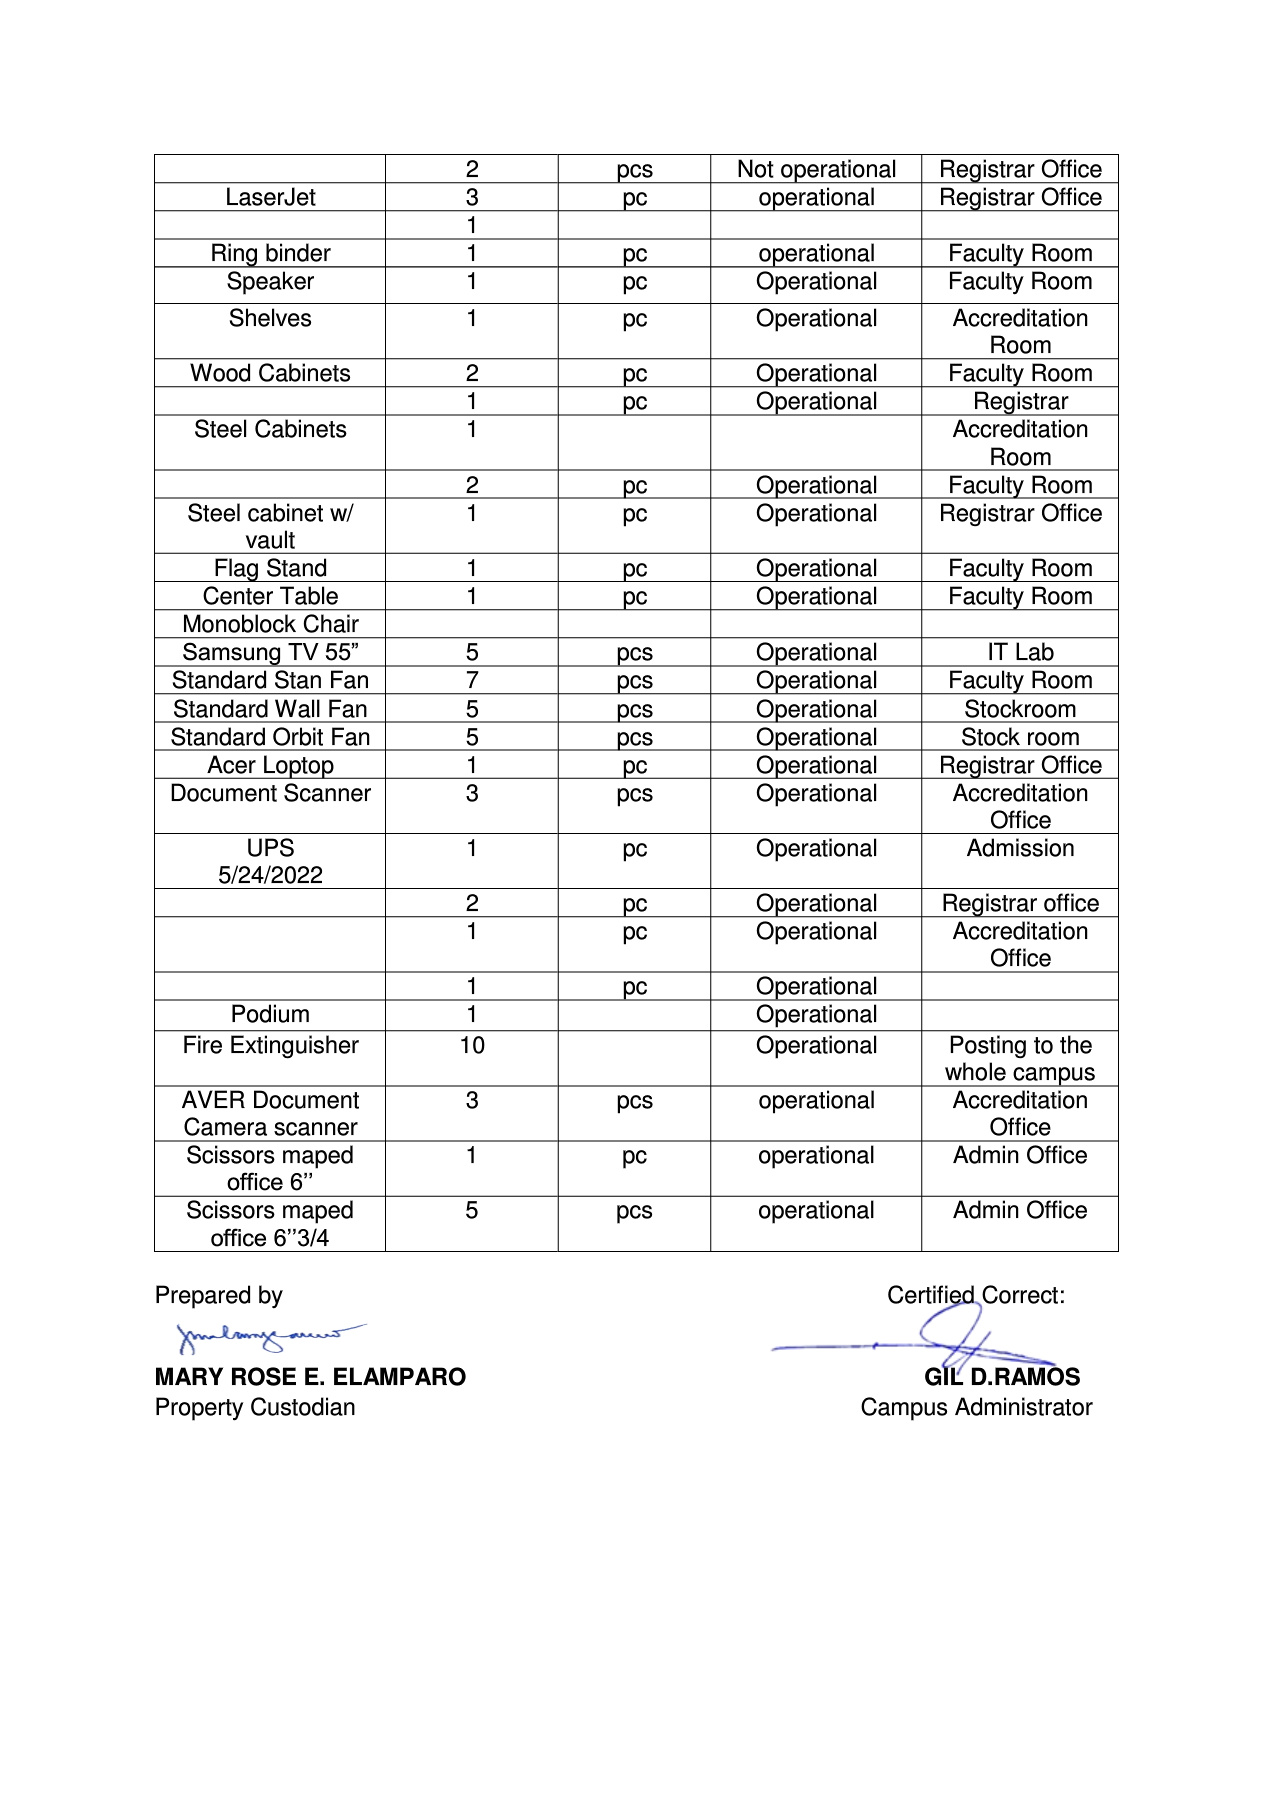 2 pcs Not operational Registrar Office
LaserJet 3 pc operational Registrar Office
1
Ring binder 1 pc operational Faculty Room
Speaker 1 pc Operational Faculty Room
Shelves 1 pc Operational Accreditation
Room
Wood Cabinets 2 pc Operational Faculty Room
1 pc Operational Registrar
Steel Cabinets 1 Accreditation
Room
2 pc Operational Faculty Room
Steel cabinet w/ 1 pc Operational Registrar Office
vault
Flag Stand 1 pc Operational Faculty Room
Center Table 1 pc Operational Faculty Room
Monoblock Chair
Samsung TV 55” 5 pcs Operational IT Lab
Standard Stan Fan 7 pcs Operational Faculty Room
Standard Wall Fan 5 pcs Operational Stockroom
Standard Orbit Fan 5 pcs Operational Stock room
Acer Loptop 1 pc Operational Registrar Office
Document Scanner 3 pcs Operational Accreditation
Office
UPS 1 pc Operational Admission
5/24/2022
2 pc Operational Registrar office
1 pc Operational Accreditation
Office
1 pc Operational
Podium 1 Operational
Fire Extinguisher 10 Operational Posting to the
whole campus
AVER Document 3 pcs operational Accreditation
Camera scanner Office
Scissors maped 1 pc operational Admin Office
office 6’’
Scissors maped 5 pcs operational Admin Office
office 6’’3/4
Prepared by Certified Correct:
MARY ROSE E. ELAMPARO GIL D.RAMOS
Property Custodian Campus Administrator